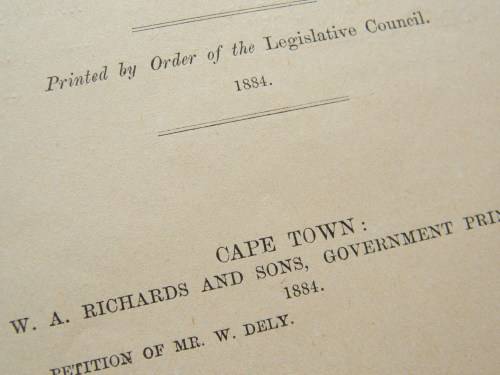 Printed by Order of the Legislative Council.
1884.
CAPE TOWN:
W. A. RICHARDS AND SONS, GOVERNMENT PRIN
1884.
PETITION OF MR. W. DELY.